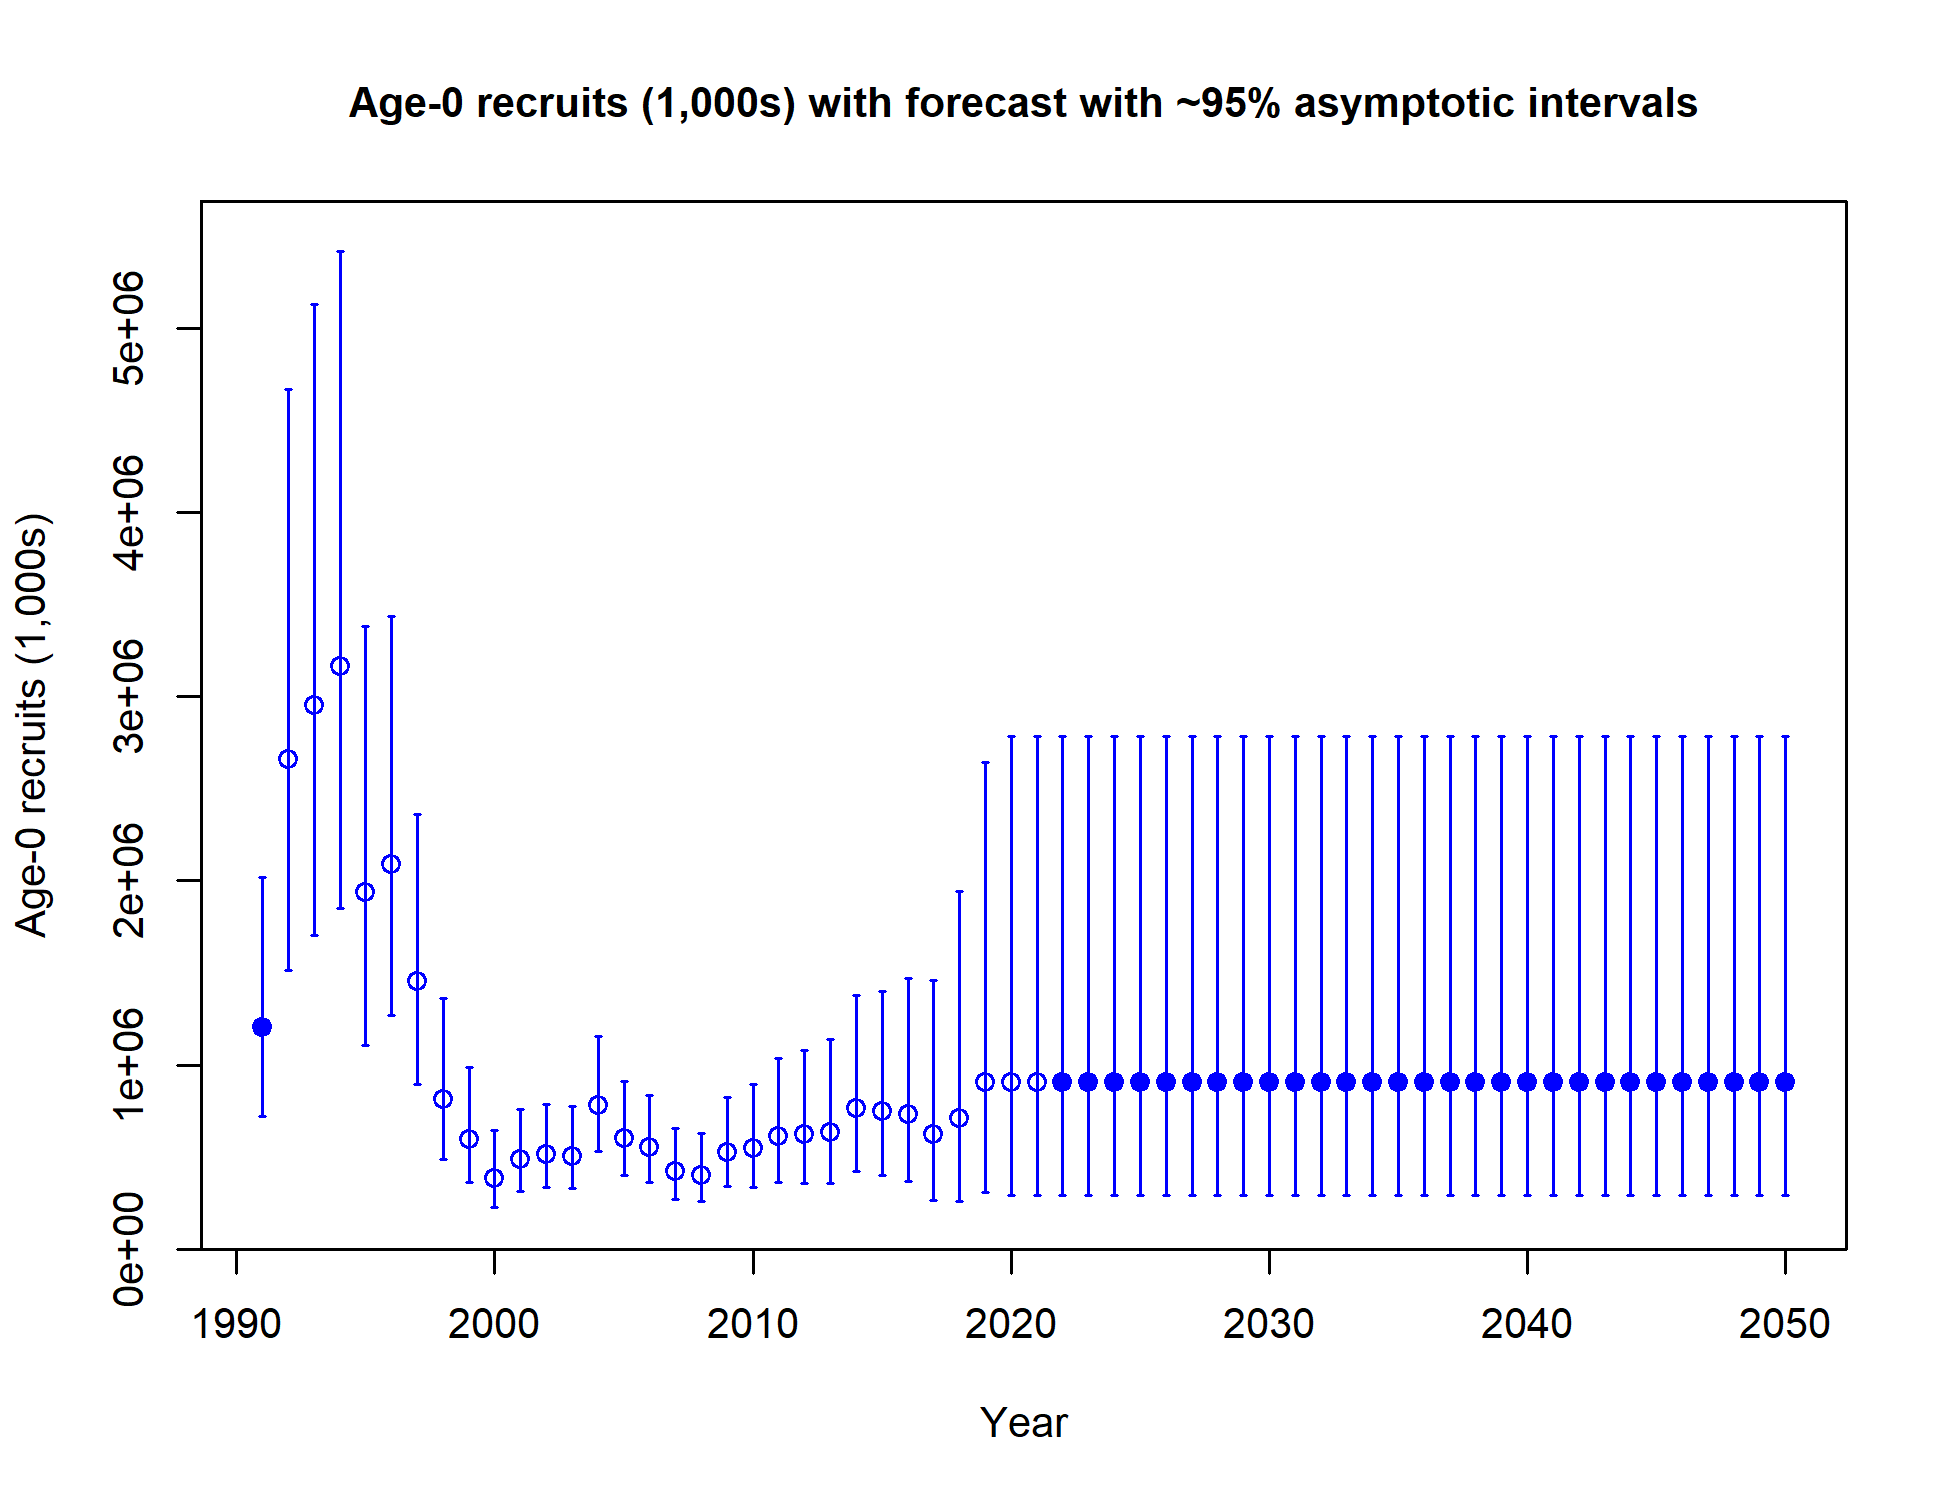 Age-0 recruits (1,000s) with forecast with ~95% asymptotic intervals
Age-0 recruits (1,000s)
5e+06
4e+06
3e+06
2e+06
1e+06
0e+00
1990 2000 2010 2020 2030 2040 2050
Year